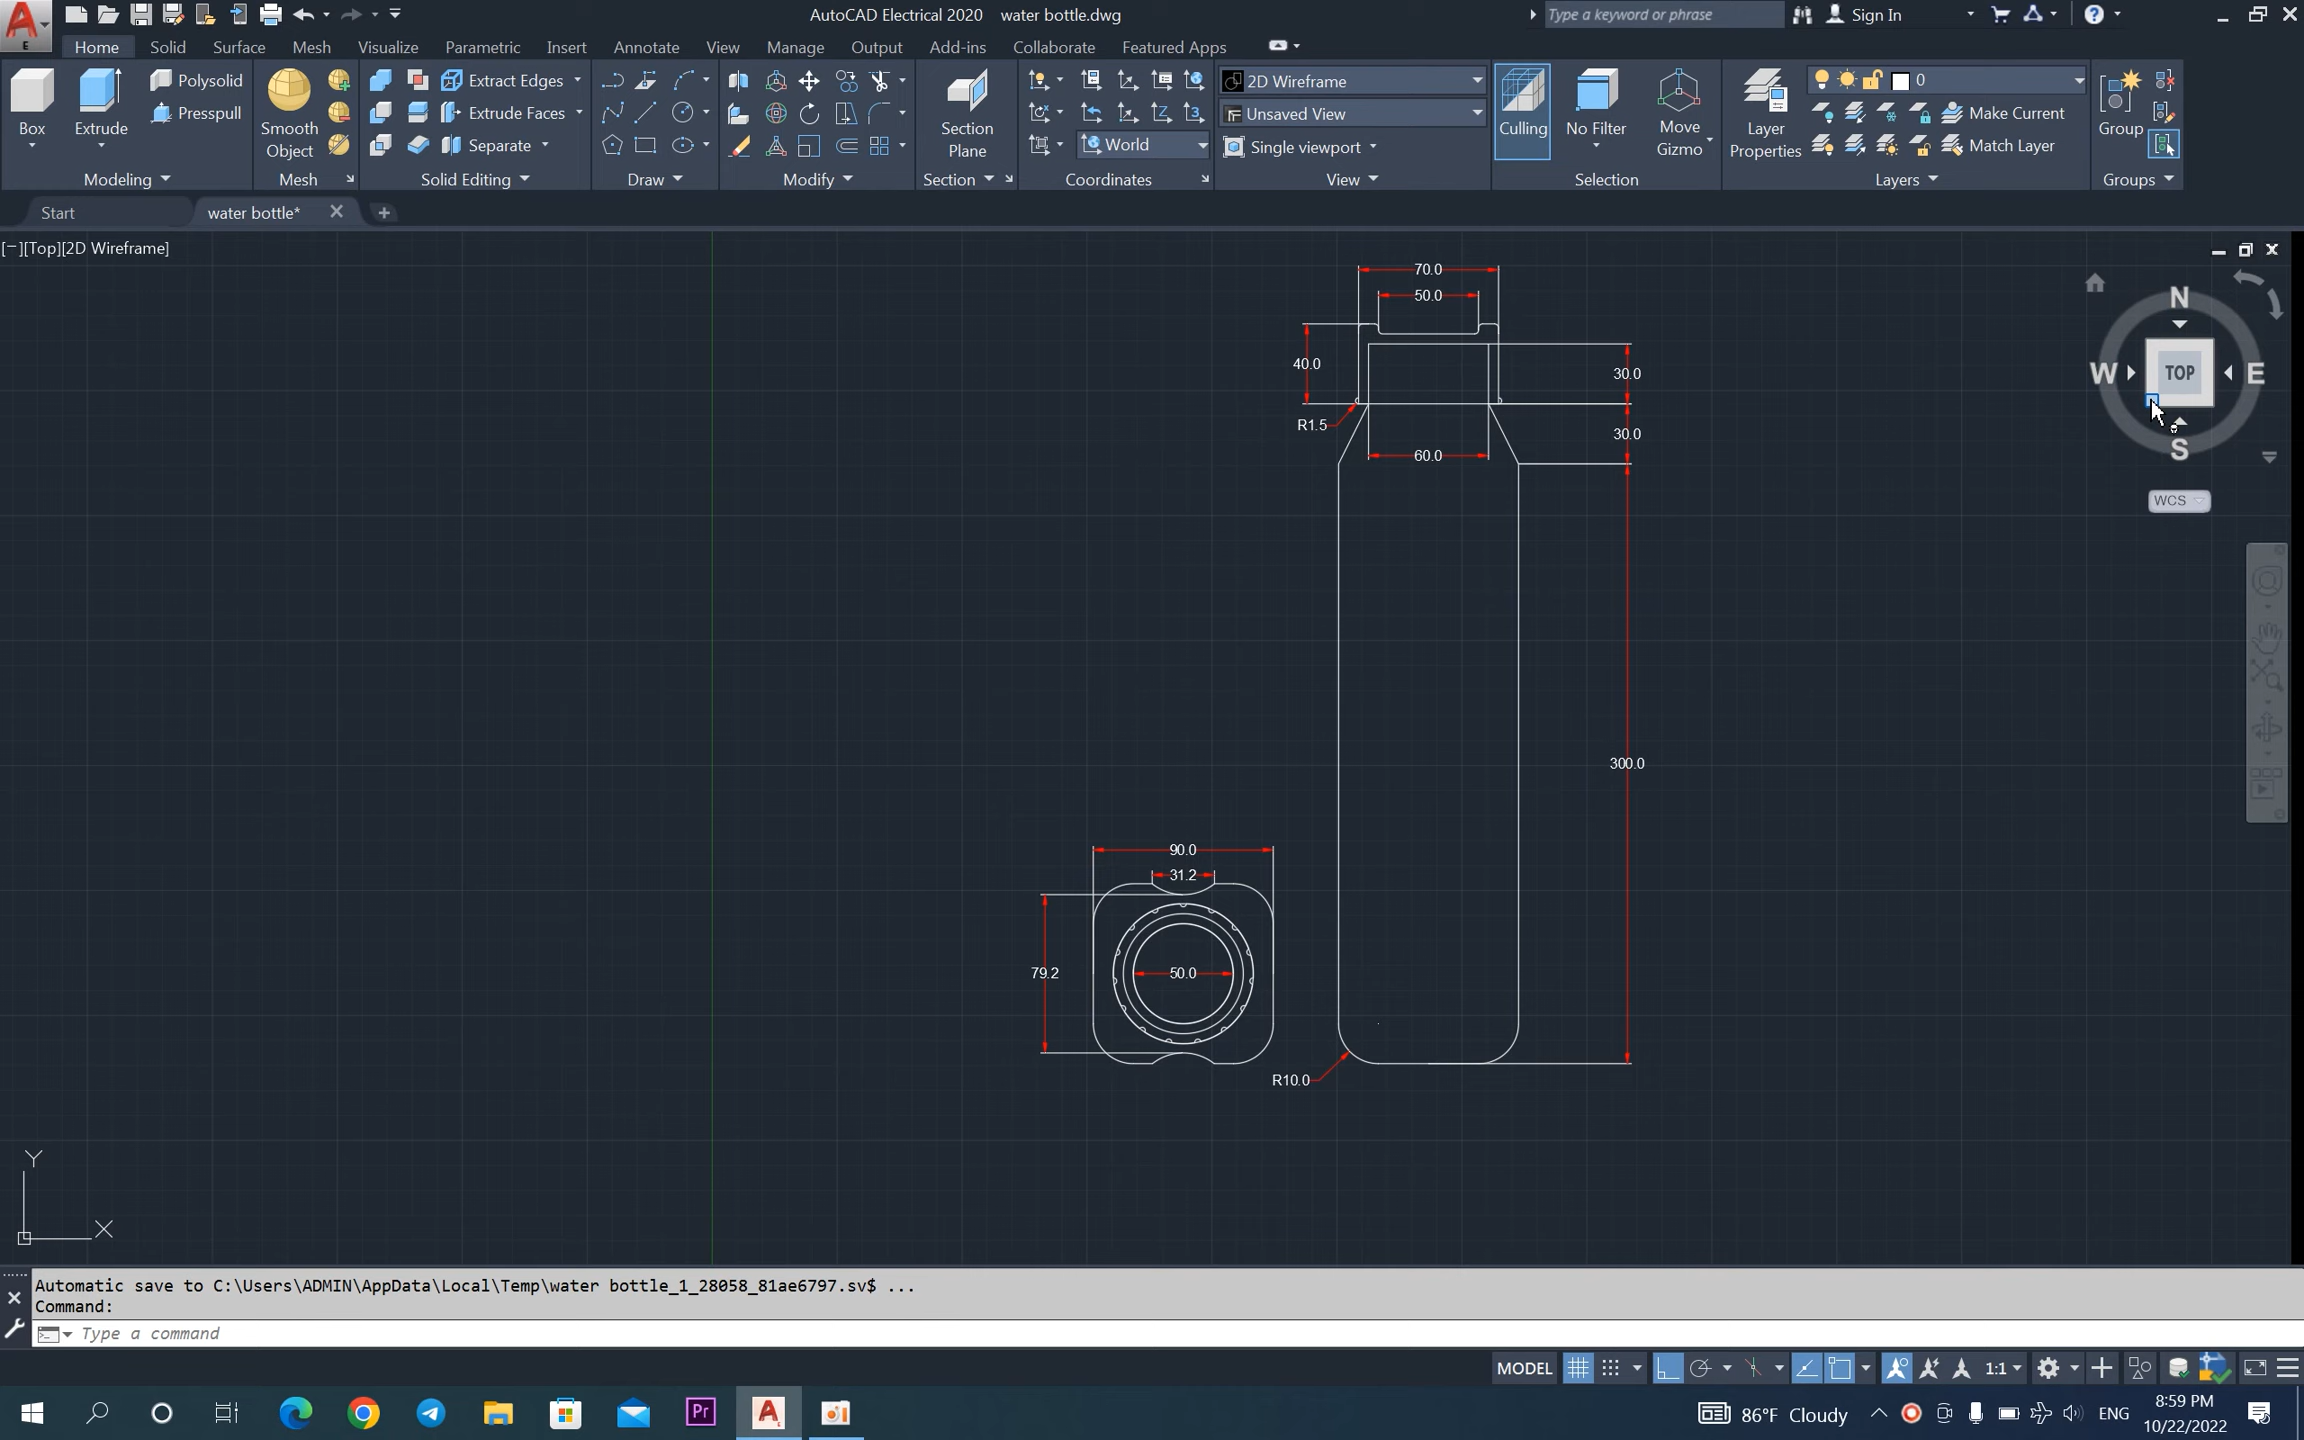 AutoCAD Electrical 2020 water bottle.dwg
Type a keyword or phrase
Sign In
Home Solid Surface Mesh Visualize Parametric Insert Annotate View Manage Output Add-ins Collaborate Featured Apps
Box
Extrude
Polysolid
Presspull
Modeling
Smooth
Object
Mesh
Extract Edges
Extrude Faces
Separate
Solid Editing
Draw
Modify
Section
Plane
Section
World
Coordinates
2D Wireframe
Unsaved View
Single viewport
View
Culling
No Filter
Move
Gizmo
Selection
Layer
Properties
0
Make Current
Match Layer
Layers
Group
Groups
Start
water bottle*
[−][Top][2D Wireframe]
N
W
TOP
E
S
WCS
70.0
50.0
40.0
30.0
R1.5
30.0
60.0
300.0
90.0
31.2
79.2
50.0
R10.0
Y
X
Automatic save to C:\Users\ADMIN\AppData\Local\Temp\water bottle_1_28058_81ae6797.sv$ ...
Command:
Type a command
MODEL
1:1
Pr
86°F Cloudy
ENG
8:59 PM
10/22/2022